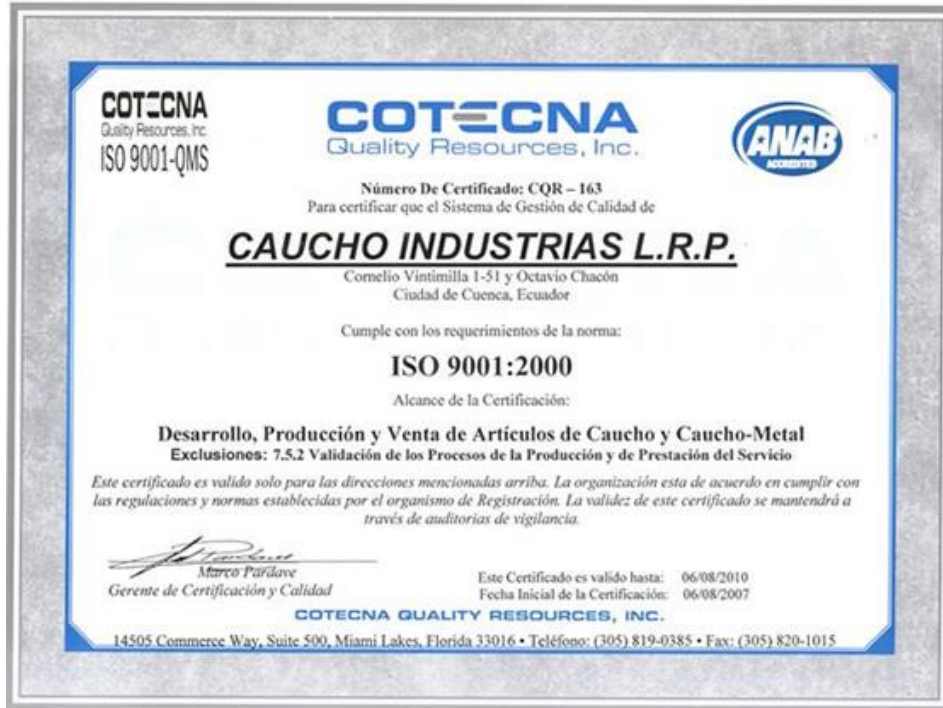 COTECNA
Quality Resources, Inc.
ISO 9001-QMS
COTECNA
Quality Resources, Inc.
ANAB
ACCREDITED
Número De Certificado: CQR – 163
Para certificar que el Sistema de Gestión de Calidad de
CAUCHO INDUSTRIAS L.R.P.
Cornelio Vintimilla 1-51 y Octavio Chacón
Ciudad de Cuenca, Ecuador
Cumple con los requerimientos de la norma:
ISO 9001:2000
Alcance de la Certificación:
Desarrollo, Producción y Venta de Artículos de Caucho y Caucho-Metal
Exclusiones: 7.5.2 Validación de los Procesos de la Producción y de Prestación del Servicio
Este certificado es valido solo para las direcciones mencionadas arriba. La organización esta de acuerdo en cumplir con
las regulaciones y normas establecidas por el organismo de Registración. La validez de este certificado se mantendrá a
través de auditorias de vigilancia.
Marco Pardave
Gerente de Certificación y Calidad
Este Certificado es valido hasta: 06/08/2010
Fecha Inicial de la Certificación: 06/08/2007
COTECNA QUALITY RESOURCES, INC.
14505 Commerce Way, Suite 500, Miami Lakes, Florida 33016 • Teléfono: (305) 819-0385 • Fax: (305) 820-1015